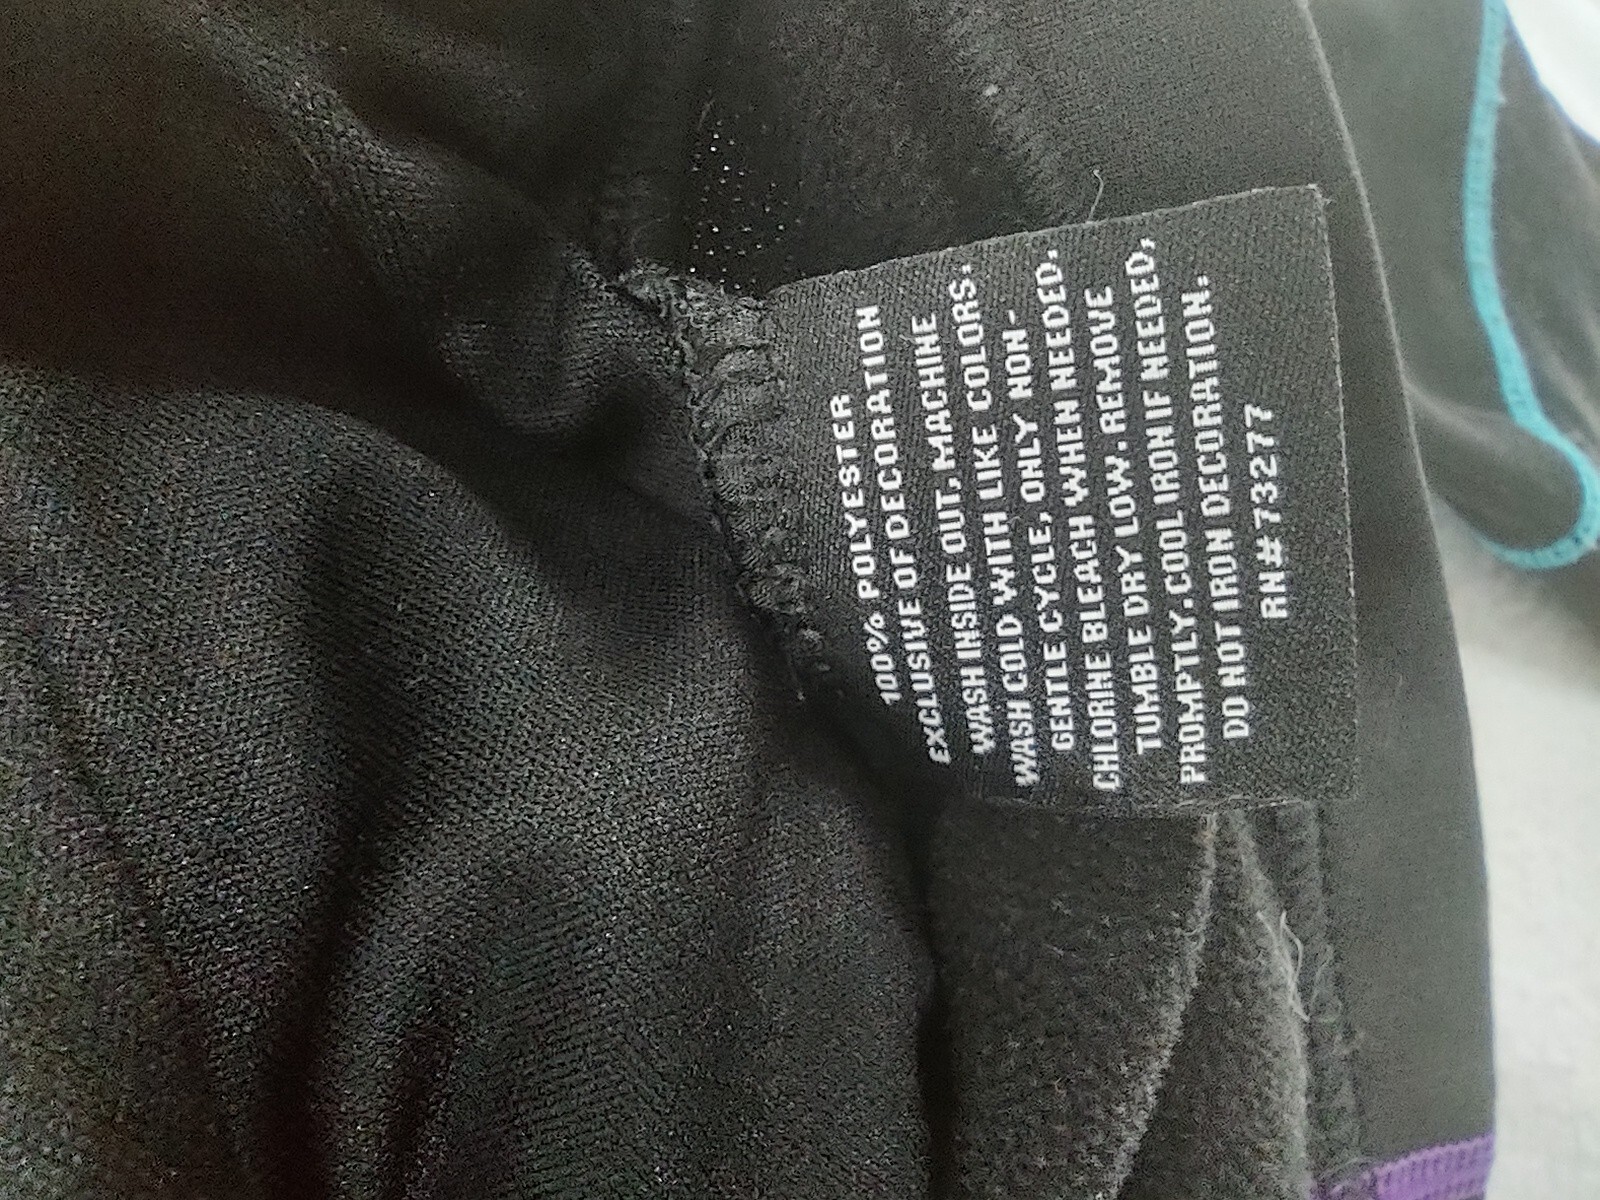 100% POLYESTER
EXCLUSIVE OF DECORATION
WASH INSIDE OUT, MACHINE
WASH COLD WITH LIKE COLORS.
GENTLE CYCLE, ONLY NON-
CHLORINE BLEACH WHEN NEEDED.
TUMBLE DRY LOW. REMOVE
PROMPTLY. COOL IRON IF NEEDED,
DO NOT IRON DECORATION.
RN# 73277